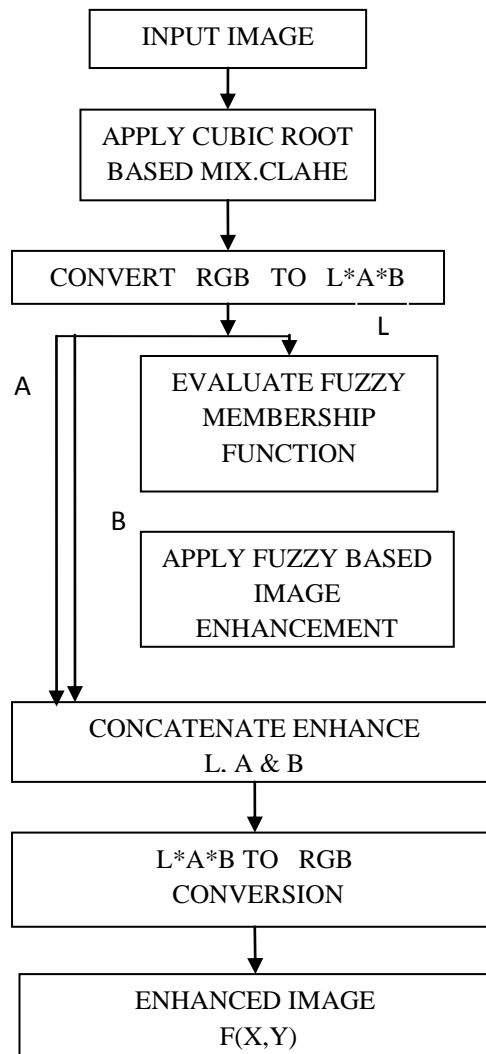 INPUT IMAGE
APPLY CUBIC ROOT
BASED MIX.CLAHE
CONVERT RGB TO L*A*B
L
A
EVALUATE FUZZY
MEMBERSHIP
FUNCTION
B
APPLY FUZZY BASED
IMAGE
ENHANCEMENT
CONCATENATE ENHANCE
L, A & B
L*A*B TO RGB
CONVERSION
ENHANCED IMAGE
F(X,Y)